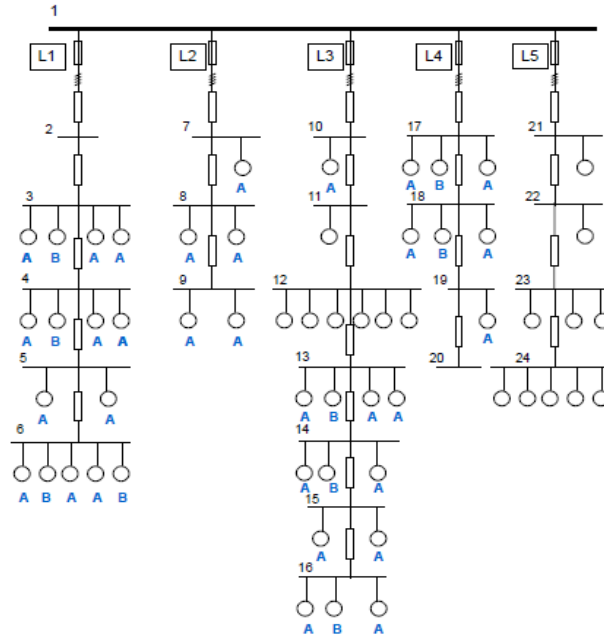 1
L1 L2 L3 L4 L5
2 7 10 17 21
A A A B A
3 8 11 18 22
A B A A A A A B A
4 9 12 19 23
A B A A A A A
5 13 20 24
A A A B A A
6 14
A B A A B A B A
15
A A
16
A B A